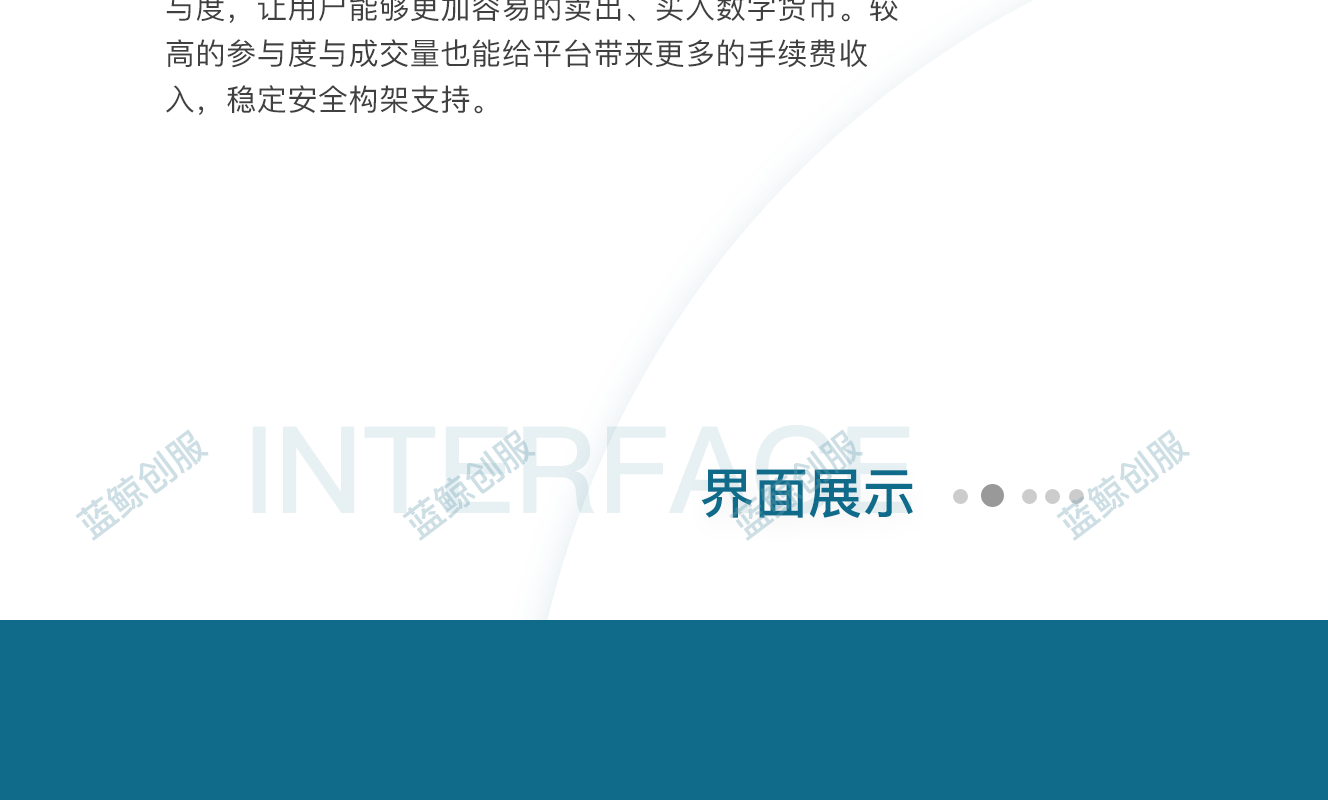 与度，让用户能够更加容易的卖出、买入数字货币。较
高的参与度与成交量也能给平台带来更多的手续费收
入，稳定安全构架支持。
INTERFACE
界面展示
蓝鲸创服 蓝鲸创服 蓝鲸创服 蓝鲸创服